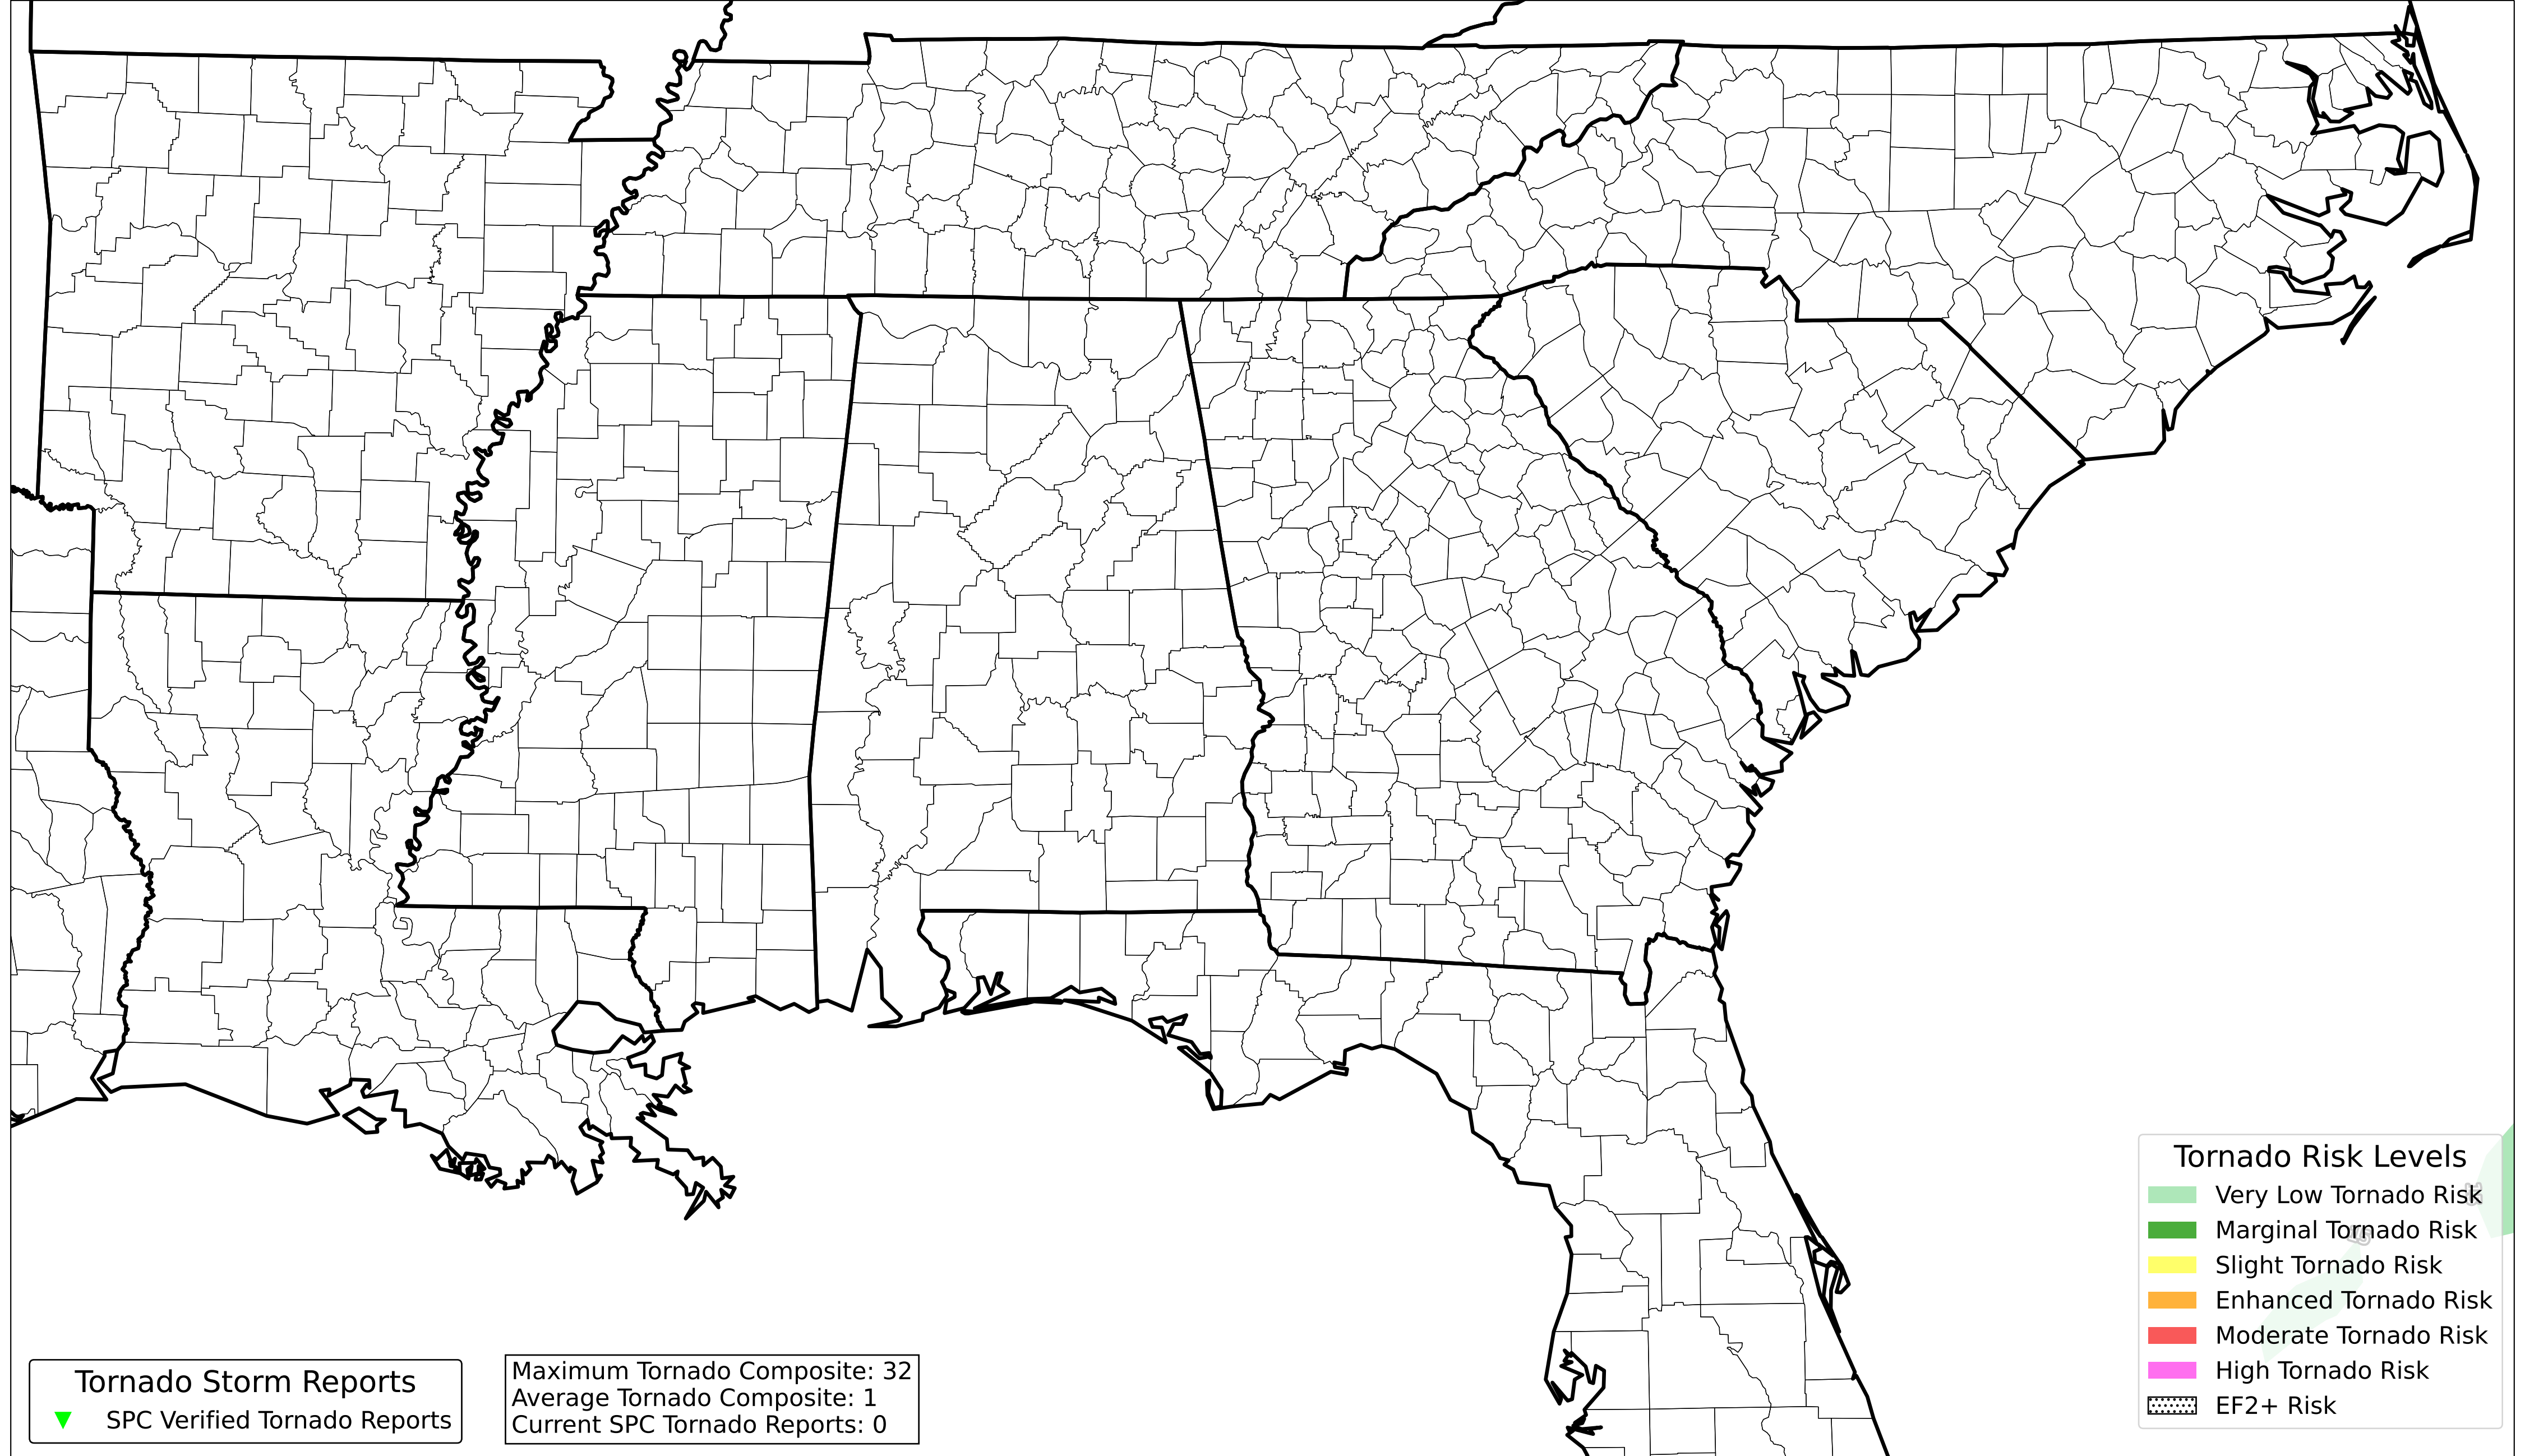 Tornado Risk Levels
Very Low Tornado Risk
Marginal Tornado Risk
Slight Tornado Risk
Enhanced Tornado Risk
Moderate Tornado Risk
High Tornado Risk
EF2+ Risk
Tornado Storm Reports
SPC Verified Tornado Reports
Maximum Tornado Composite: 32
Average Tornado Composite: 1
Current SPC Tornado Reports: 0